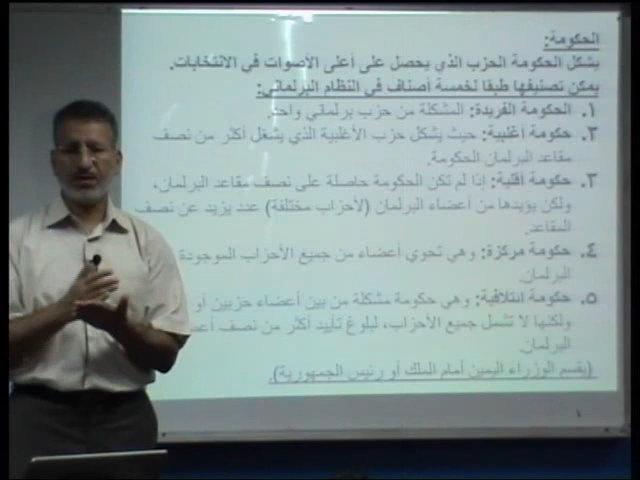 الحكومة:
يشكل الحكومة الحزب الذي يحصل على أعلى الأصوات في الانتخابات.
يمكن تصنيفها طبقا لخمسة أصناف في النظام البرلماني:
١. الحكومة الفريدة: المشكلة من حزب برلماني واحد.
٢. حكومة أغلبية: حيث يشكل حزب الأغلبية الذي يشغل أكثر من نصف
مقاعد البرلمان الحكومة.
٣. حكومة أقلية: إذا لم تكن الحكومة حاصلة على نصف مقاعد البرلمان،
ولكن يؤيدها من أعضاء البرلمان (لأحزاب مختلفة) عدد يزيد عن نصف
المقاعد.
٤. حكومة مركزة: وهي تحوي أعضاء من جميع الأحزاب الموجودة
البرلمان.
٥. حكومة ائتلافية: وهي حكومة مشكلة من بين أعضاء حزبين أو
ولكنها لا تشمل جميع الأحزاب، لبلوغ تأييد أكثر من نصف
البرلمان.
(يقسم الوزراء اليمين أمام الملك أو رئيس الجمهورية).